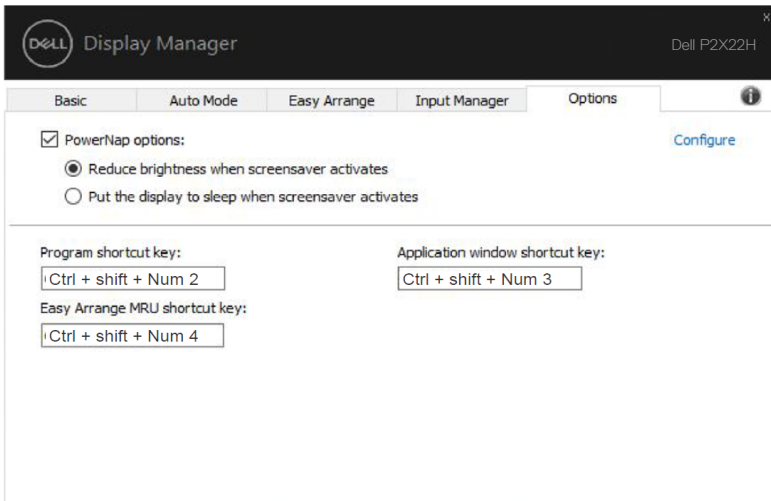 x
DELL Display Manager
Dell P2X22H
Basic Auto Mode Easy Arrange Input Manager Options
PowerNap options:
Configure
Reduce brightness when screensaver activates
Put the display to sleep when screensaver activates
Program shortcut key:
Application window shortcut key:
Ctrl + shift + Num 2
Ctrl + shift + Num 3
Easy Arrange MRU shortcut key:
Ctrl + shift + Num 4